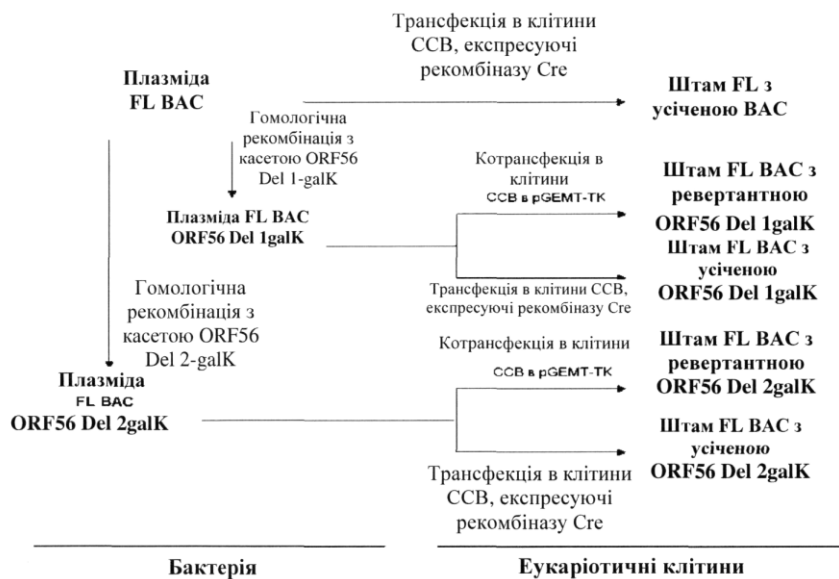 Трансфекція в клітини
ССВ, експресуючі
рекомбіназу Cre
Плазміда
FL BAC
Штам FL з
усіченою BAC
Гомологічна
рекомбінація з
касетою ORF56
Del 1-galK
Котрансфекція в
клітини
ССВ в pGEMT-TK
Штам FL BAC з
ревертантною
ORF56 Del 1galK
Плазміда FL BAC
ORF56 Del 1galK
Штам FL BAC з
усіченою
ORF56 Del 1galK
Трансфекція в клітини ССВ,
експресуючі рекомбіназу Cre
Гомологічна
рекомбінація з
касетою ORF56
Del 2-galK
Котрансфекція в клітини
ССВ в pGEMT-TK
Штам FL BAC з
ревертантною
ORF56 Del 2galK
Плазміда
FL BAC
ORF56 Del 2galK
Штам FL BAC з
усіченою
ORF56 Del 2galK
Трансфекція в клітини
ССВ, експресуючі
рекомбіназу Cre
Бактерія
Еукаріотичні клітини